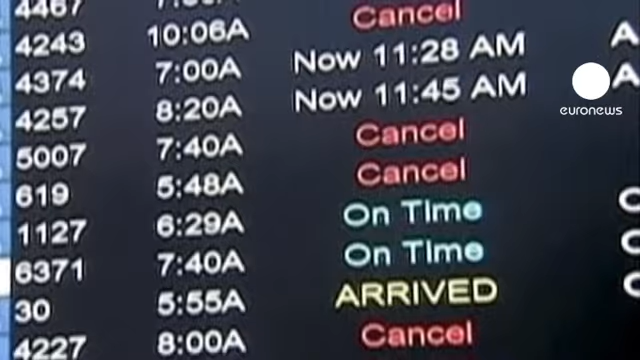 4467
4243 10:06A Cancel
4374 7:00A Now 11:28 AM A
4257 8:20A Now 11:45 AM A
5007 7:40A Cancel
619 5:48A Cancel
1127 6:29A On Time
6371 7:40A On Time
30 5:55A ARRIVED
4227 8:00A Cancel
euronews